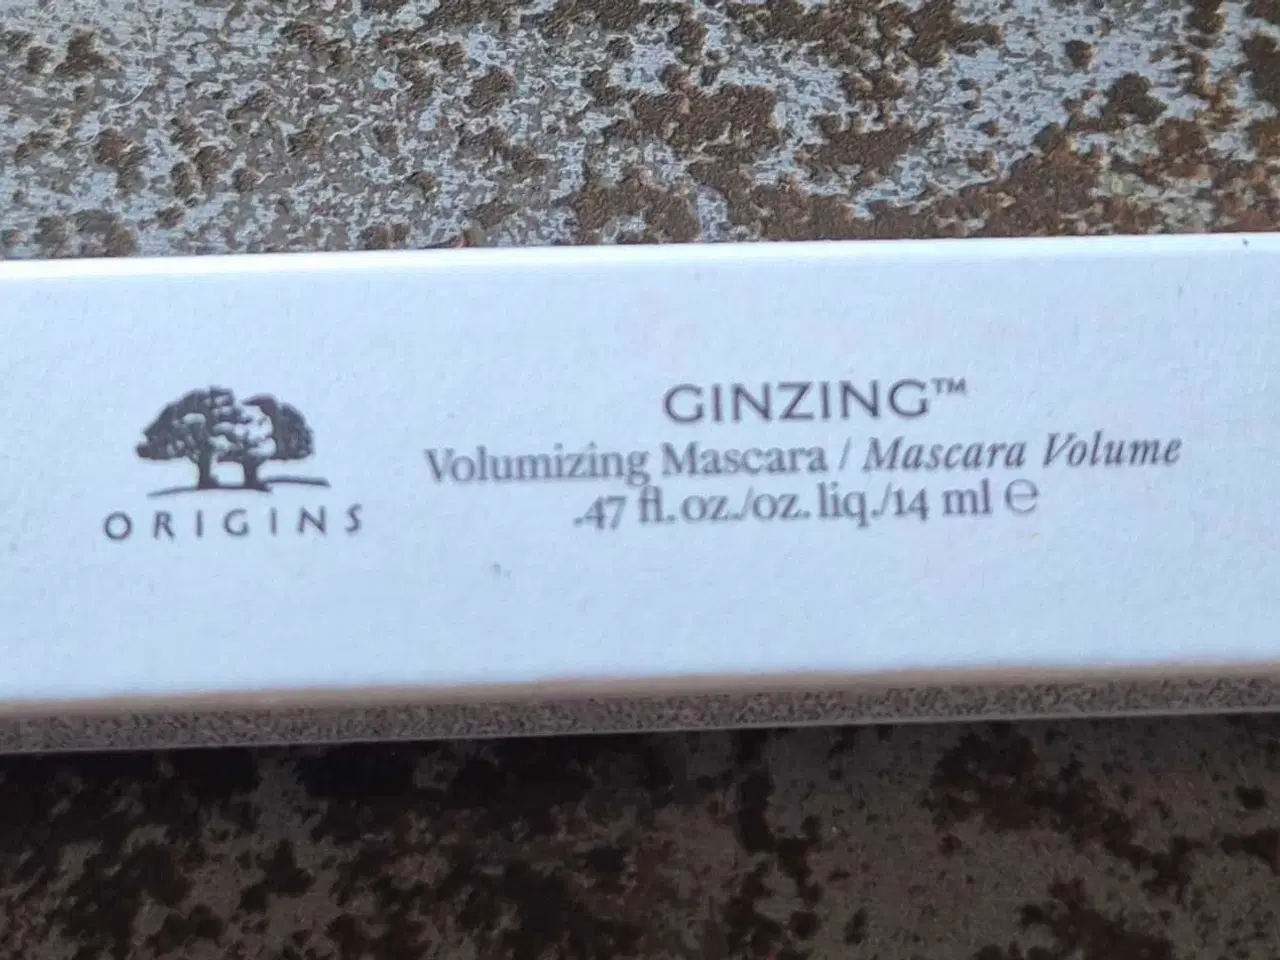 ORIGINS
GINZING™
Volumizing Mascara / Mascara Volume
.47 fl.oz./oz.liq./14 ml ℮